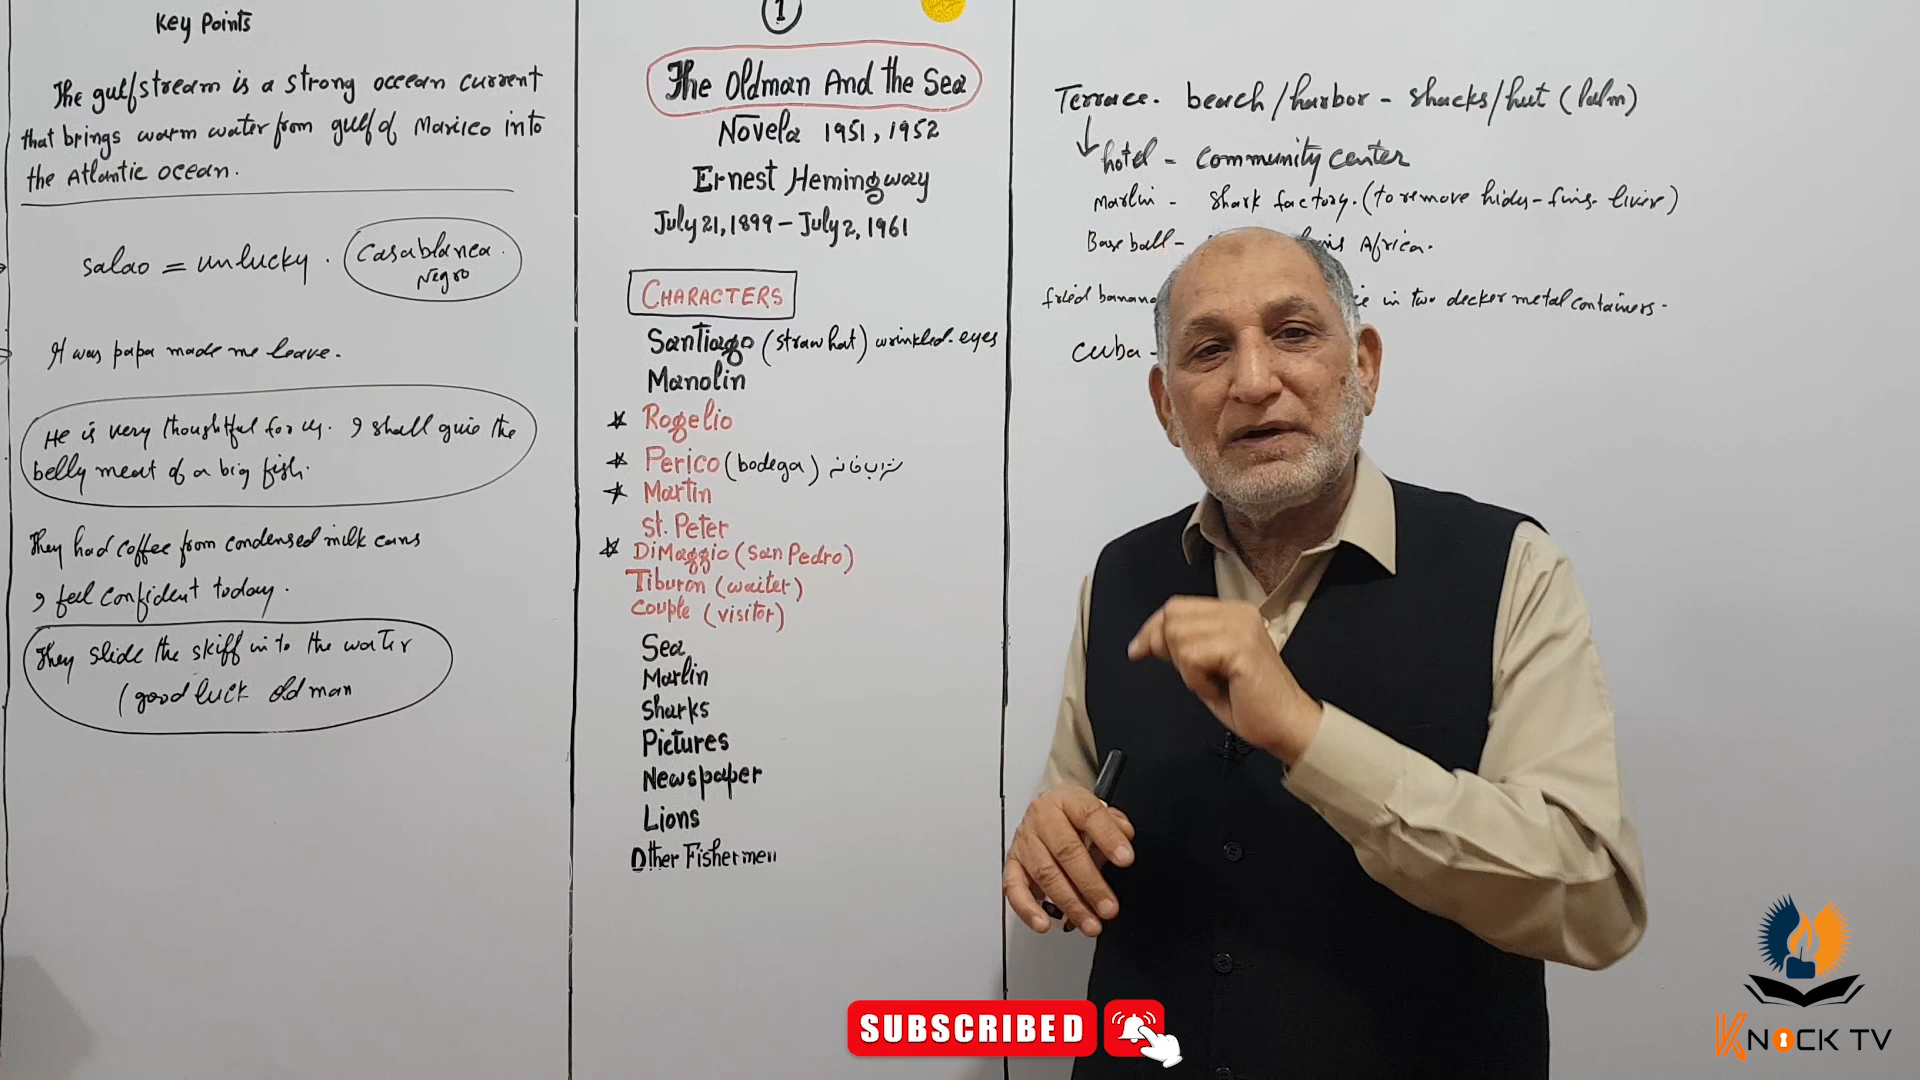 Key Points
The gulfstream is a strong occean current
that brings warm water from gulf of Maxico into
the Atlantic ocean.
Salao = unlucky. Casablanca.
Negro
It was papa made me leave.
He is very thoughtful for us. I shall give the
belly meat of a big fish.
They had coffee from condensed milk cans
I feel confident today.
They slide the skiff into the water
(good luck old man
1
The Oldman And the Sea
Novela 1951, 1952
Ernest Hemingway
July 21, 1899 - July 2, 1961
CHARACTERS
Santiago (straw hat) wrinkled-eyes
Manolin
Rogelio
Perico (bodega) شراب خانہ
Martin
St. Peter
DiMaggio (San Pedro)
Tiburon (waiter)
Couple (visitor)
Sea
Marlin
Sharks
Pictures
Newspaper
Lions
Other Fishermen
Terrace. beach/harbor - shacks/hut (palm)
hotel - community center
Marlin - shark factory. (to remove hides-fins-liver)
Baseball - Africa.
fried banana in two decker metal containers.
Cuba -
SUBSCRIBED
KNOCK TV